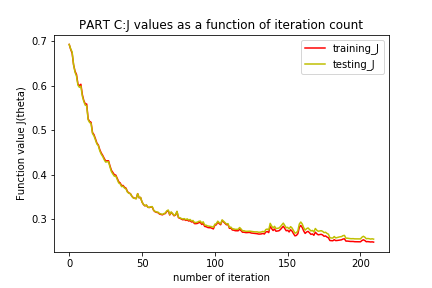 PART C:J values as a function of iteration count
0.7
0.6
0.5
0.4
0.3
Function value J(theta)
training_J
testing_J
0 50 100 150 200
number of iteration